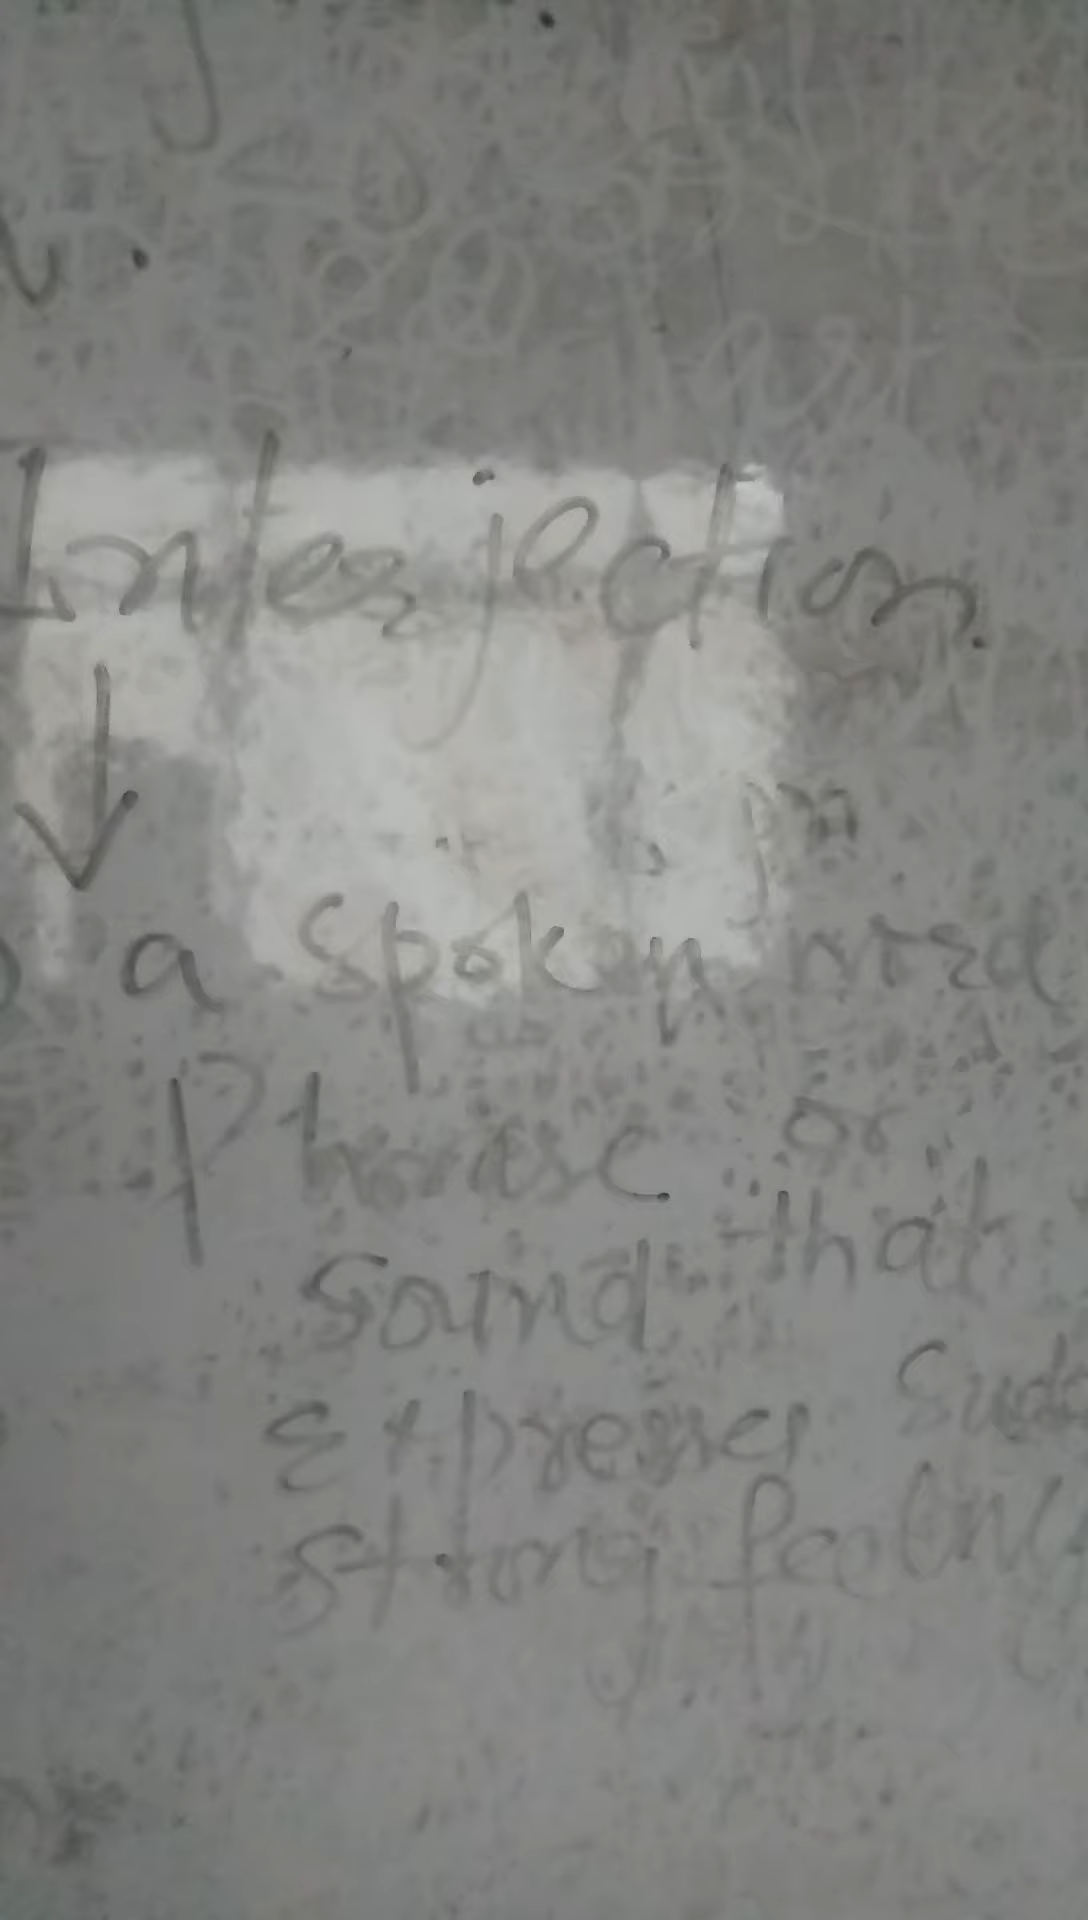 Interjection.
↓
a spoken word
Phrase or
Sound that
Expresses
Strong feeling